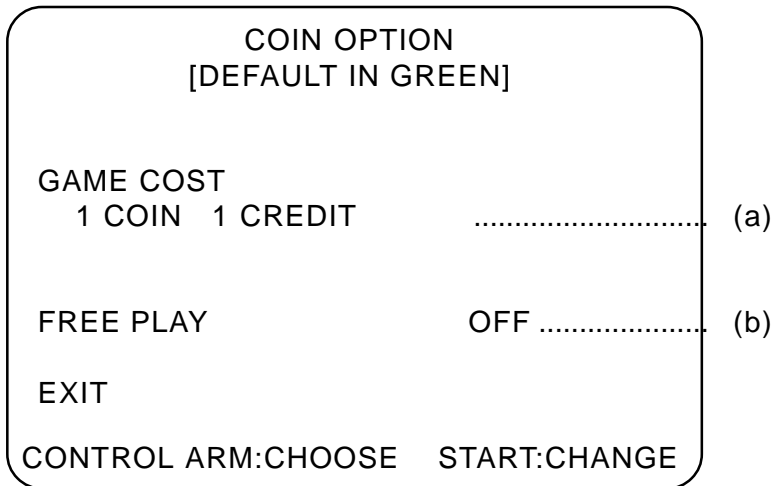 COIN OPTION
[DEFAULT IN GREEN]
GAME COST
1 COIN 1 CREDIT ............................. (a)
FREE PLAY OFF ..................... (b)
EXIT
CONTROL ARM:CHOOSE START:CHANGE